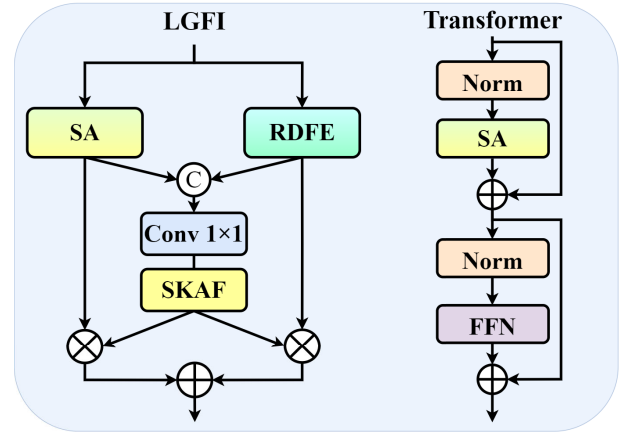 LGFI
SA
RDFE
C
Conv 1×1
SKAF
Transformer
Norm
SA
Norm
FFN